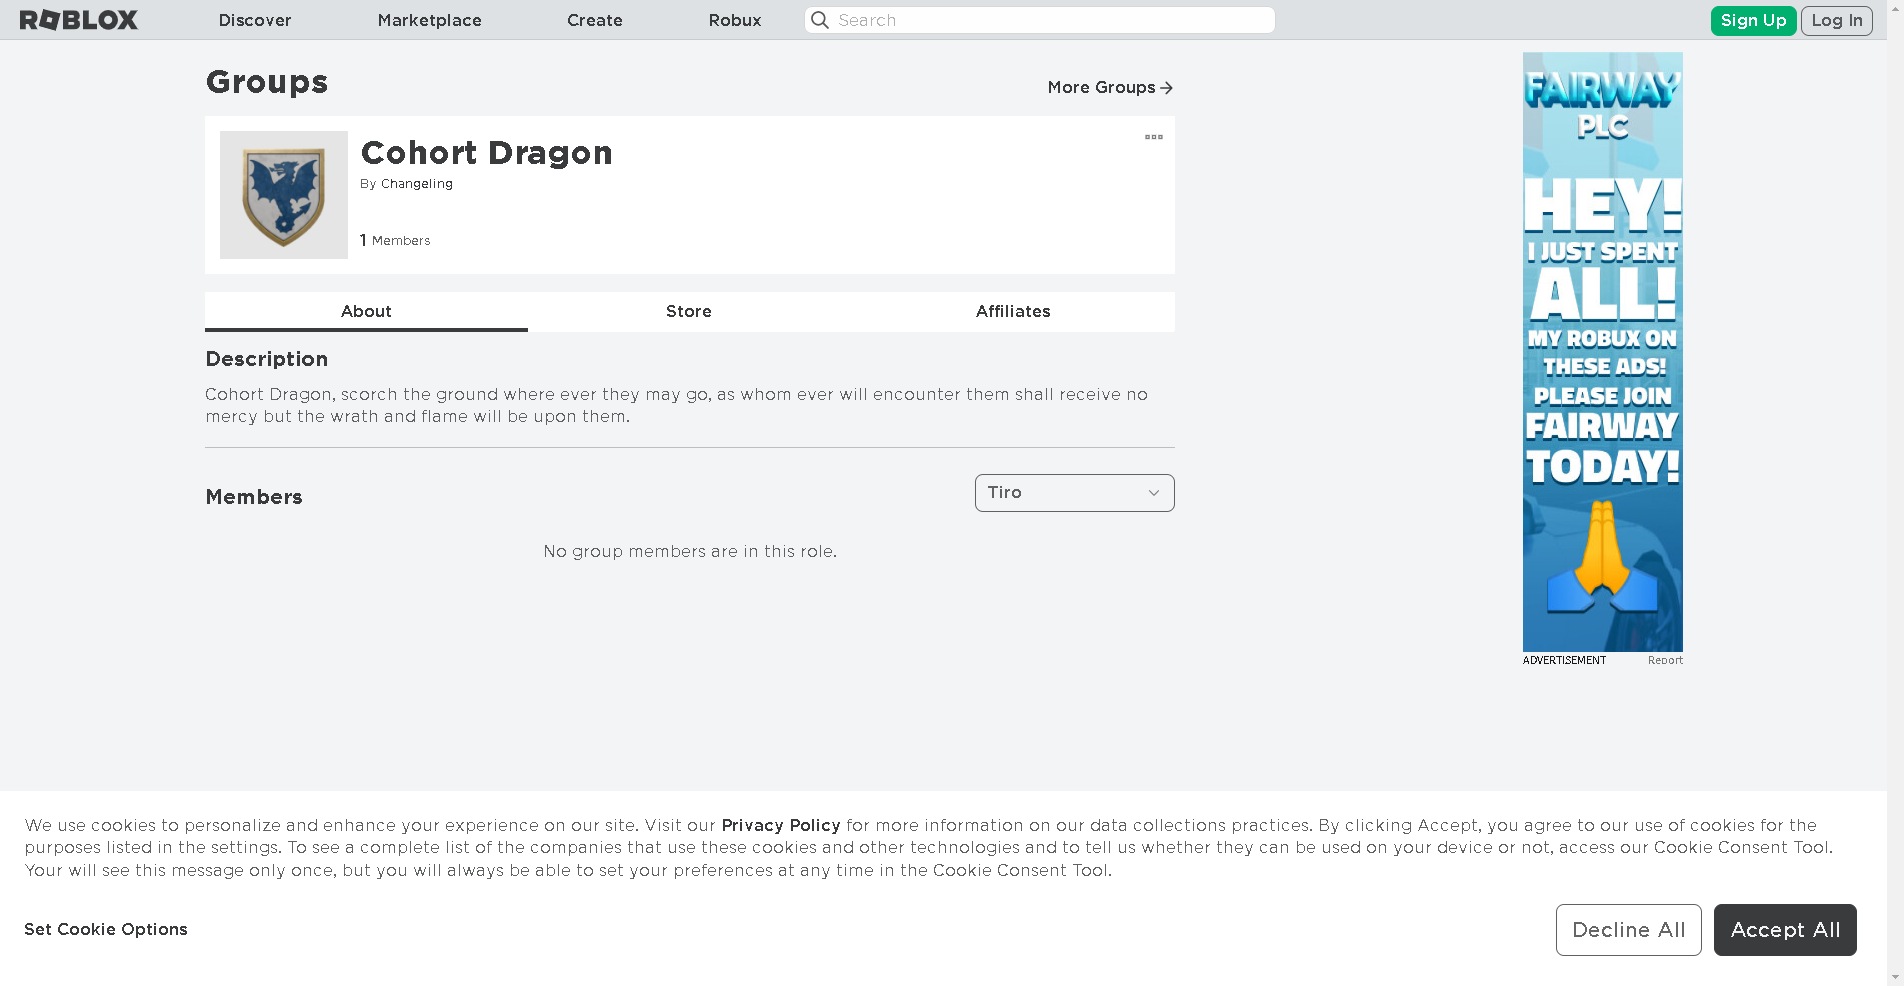 ROBLOX
Discover
Marketplace
Create
Robux
Search
Sign Up
Log In
Groups
More Groups
Cohort Dragon
By Changeling
1 Members
About
Store
Affiliates
Description
Cohort Dragon, scorch the ground where ever they may go, as whom ever will encounter them shall receive no
mercy but the wrath and flame will be upon them.
Members
Tiro
No group members are in this role.
FAIRWAY
PLC
HEY!
I JUST SPENT
ALL!
MY ROBUX ON
THESE ADS!
PLEASE JOIN
FAIRWAY
TODAY!
ADVERTISEMENT
Report
We use cookies to personalize and enhance your experience on our site. Visit our Privacy Policy for more information on our data collections practices. By clicking Accept, you agree to our use of cookies for the
purposes listed in the settings. To see a complete list of the companies that use these cookies and other technologies and to tell us whether they can be used on your device or not, access our Cookie Consent Tool.
Your will see this message only once, but you will always be able to set your preferences at any time in the Cookie Consent Tool.
Set Cookie Options
Decline All
Accept All